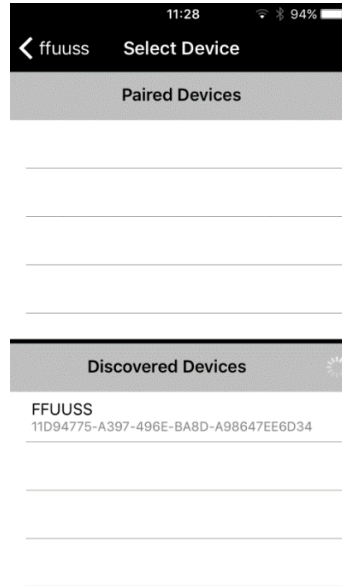 11:28 94%
ffuuss Select Device
Paired Devices
Discovered Devices
FFUUSS
11D94775-A397-496E-BA8D-A98647EE6D34